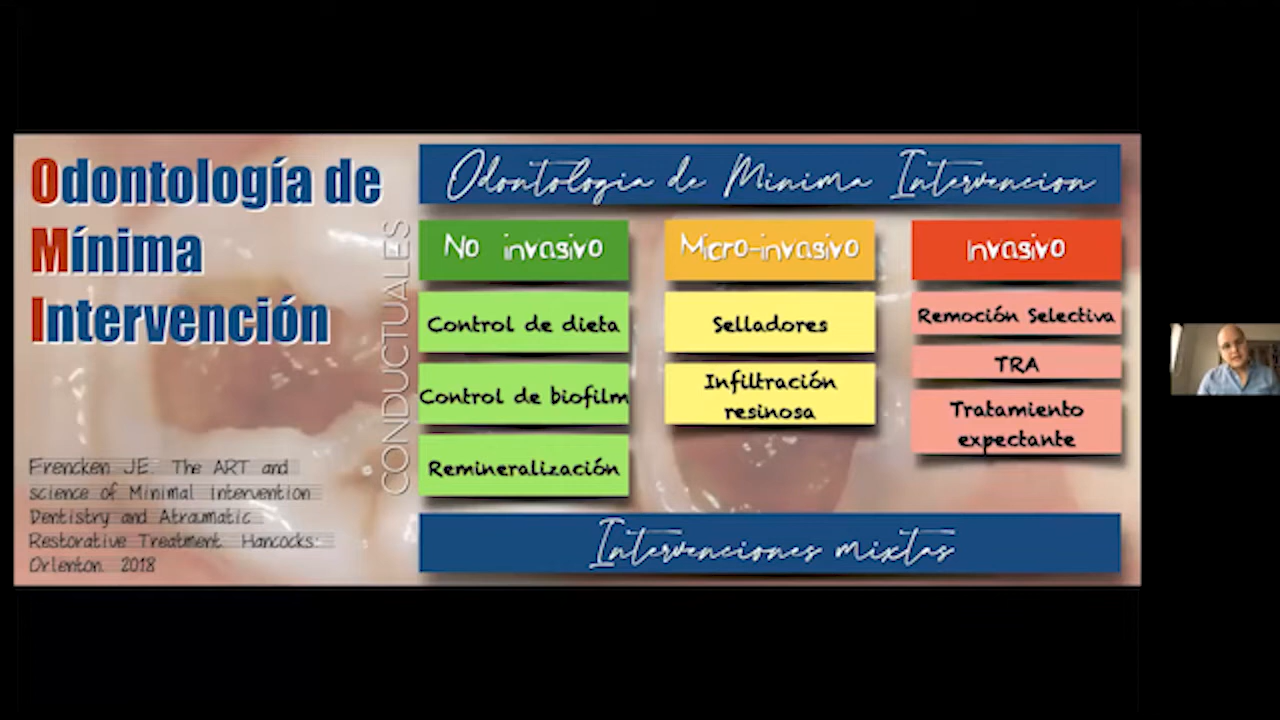 Odontología de
Mínima
Intervención
Frencken JE. The ART and
science of Minimal Intervention
Dentistry and Atraumatic
Restorative Treatment. Hancocks:
Orlenton. 2018
CONDUCTUALES
Odontologia de Minima Intervencion
No invasivo
Control de dieta
Control de biofilm
Remineralización
Micro-invasivo
Selladores
Infiltración
resinosa
Invasivo
Remoción Selectiva
TRA
Tratamiento
expectante
Intervenciones mixtas